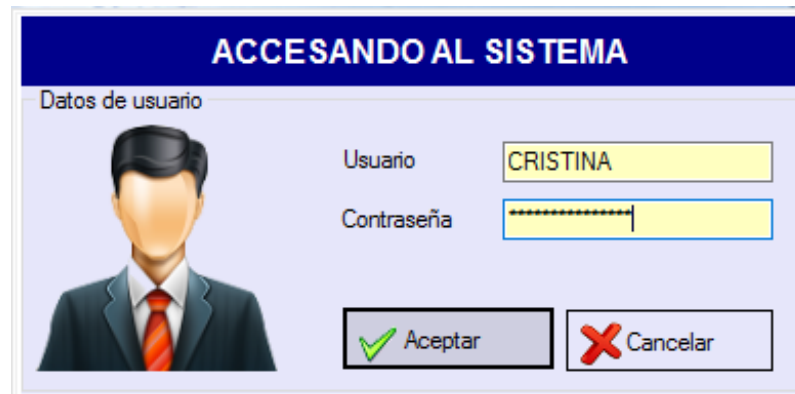 ACCESANDO AL SISTEMA
Datos de usuario
Usuario CRISTINA
Contraseña ***************
Aceptar Cancelar